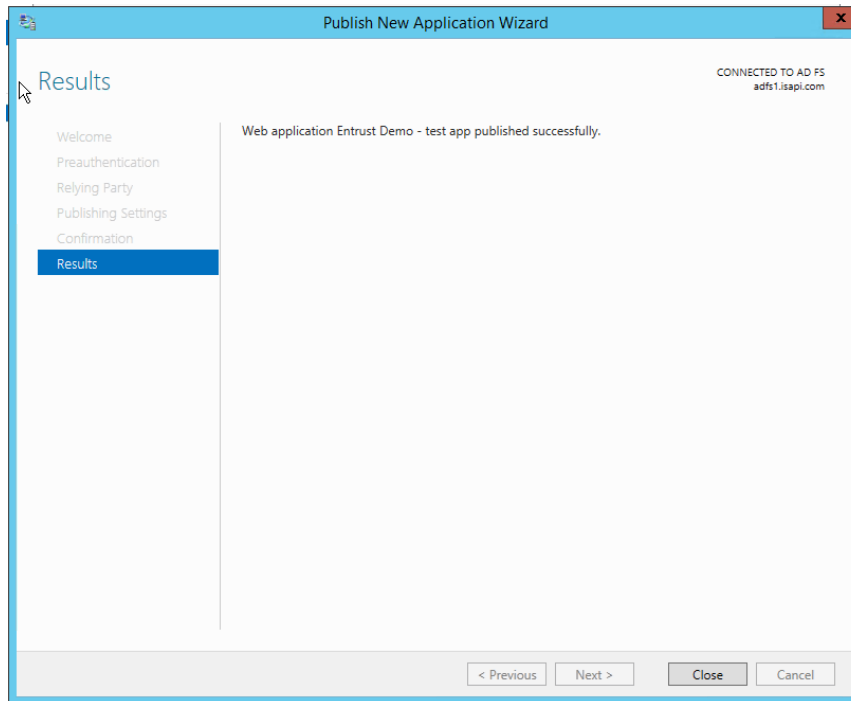 Publish New Application Wizard
x
Results
CONNECTED TO AD FS
adfs1.isapi.com
Welcome
Preauthentication
Relying Party
Publishing Settings
Confirmation
Results
Web application Entrust Demo - test app published successfully.
< Previous
Next >
Close
Cancel